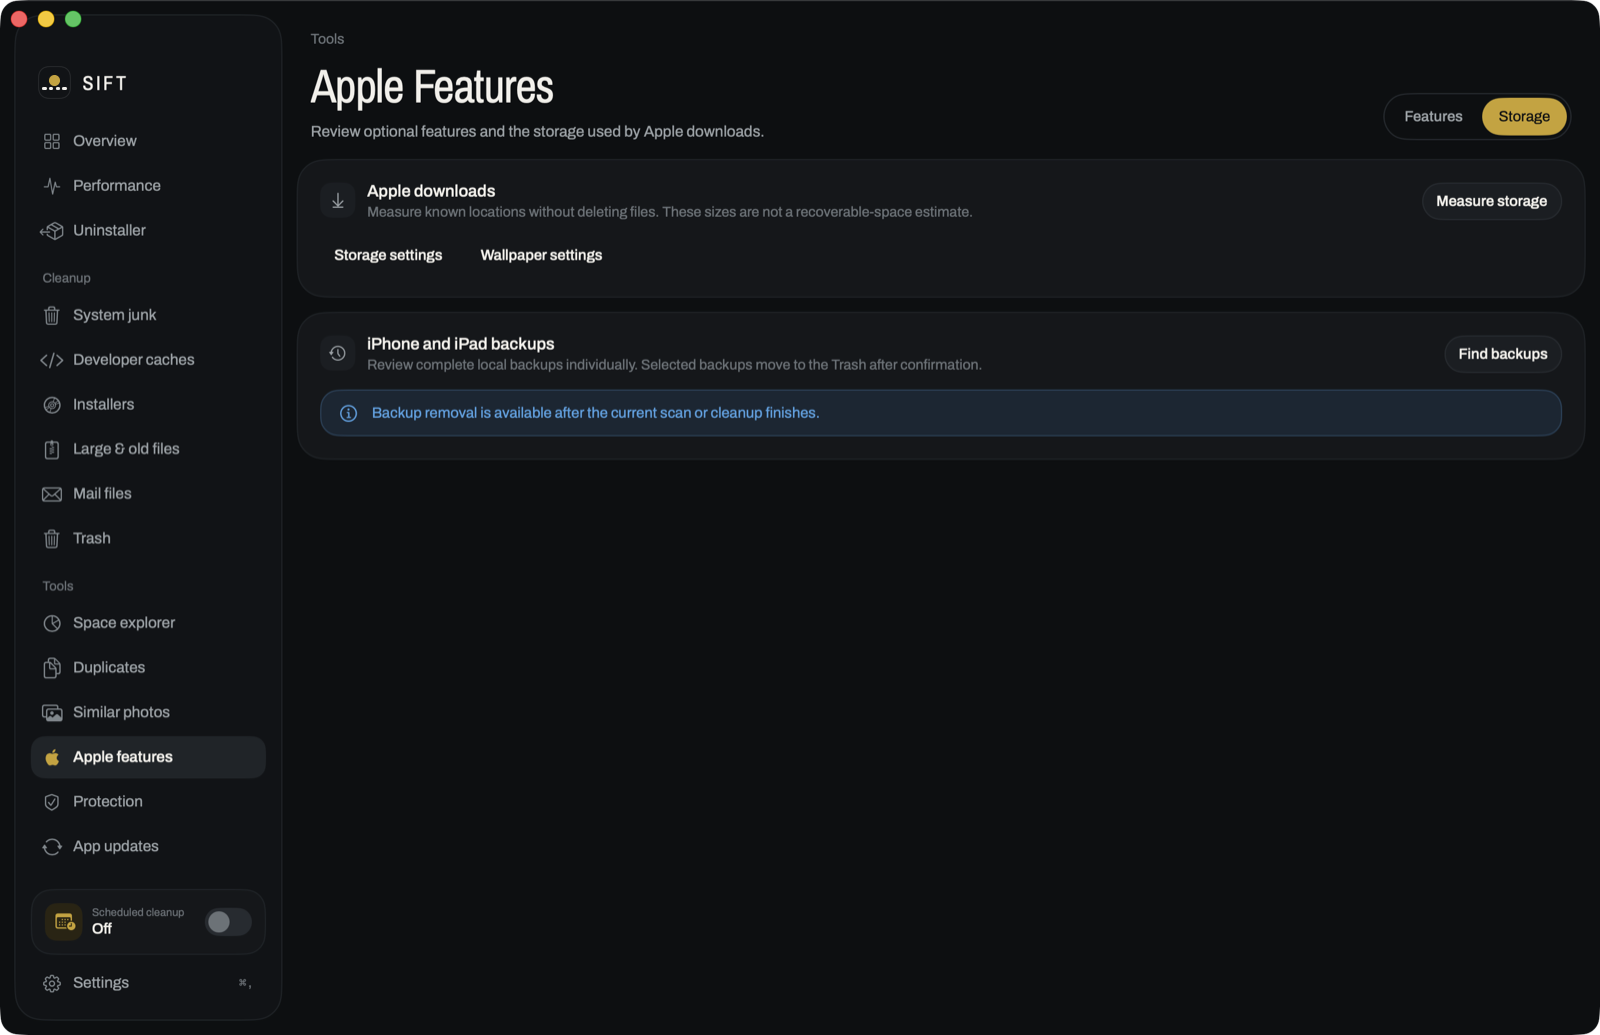 SIFT
Overview
Performance
Uninstaller
Cleanup
System junk
Developer caches
Installers
Large & old files
Mail files
Trash
Tools
Space explorer
Duplicates
Similar photos
Apple features
Protection
App updates
Scheduled cleanup
Off
Settings ⌘,
Tools
Apple Features
Review optional features and the storage used by Apple downloads.
Features Storage
Apple downloads
Measure known locations without deleting files. These sizes are not a recoverable-space estimate.
Measure storage
Storage settings Wallpaper settings
iPhone and iPad backups
Review complete local backups individually. Selected backups move to the Trash after confirmation.
Find backups
Backup removal is available after the current scan or cleanup finishes.